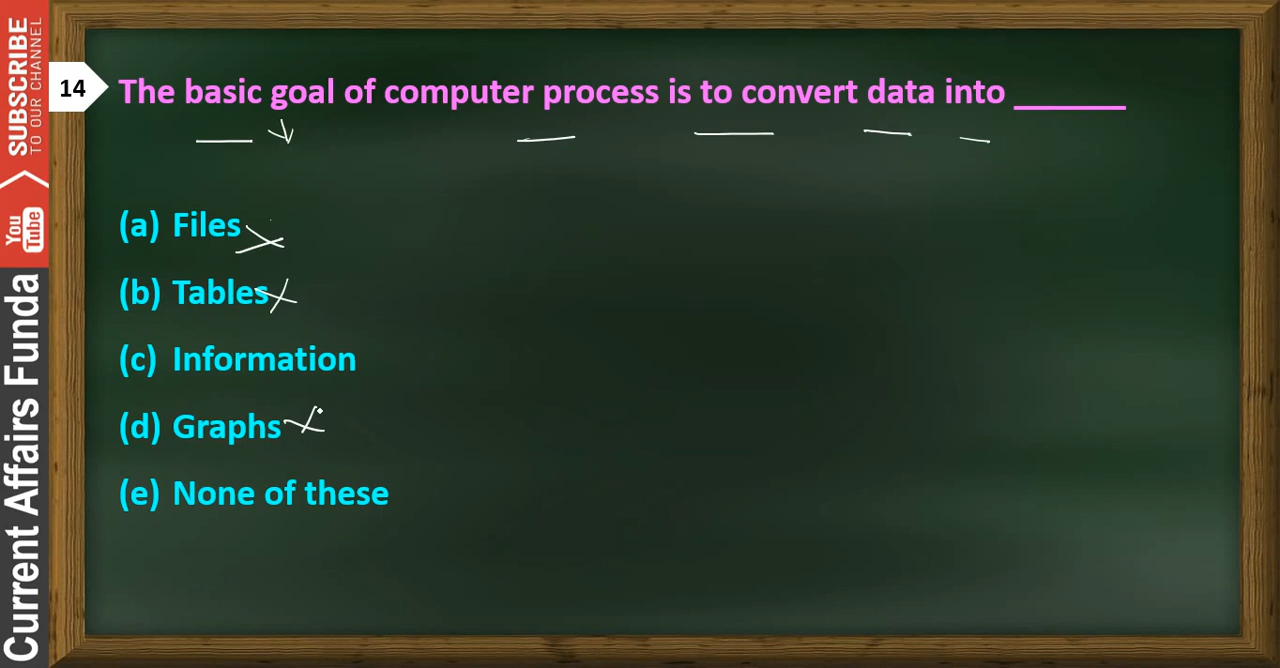 SUBSCRIBE
TO OUR CHANNEL
You
Tube
Current Affairs Funda
14
The basic goal of computer process is to convert data into ______
(a) Files
(b) Tables
(c) Information
(d) Graphs
(e) None of these